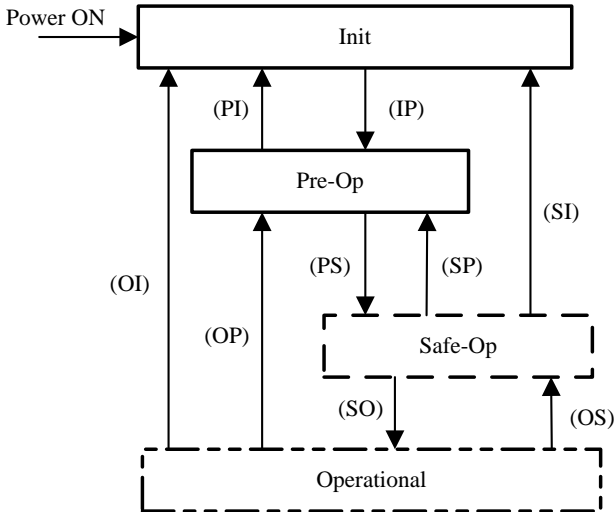 Power ON
Init
(PI)
(IP)
Pre-Op
(SI)
(PS)
(SP)
(OI)
(OP)
Safe-Op
(SO)
(OS)
Operational